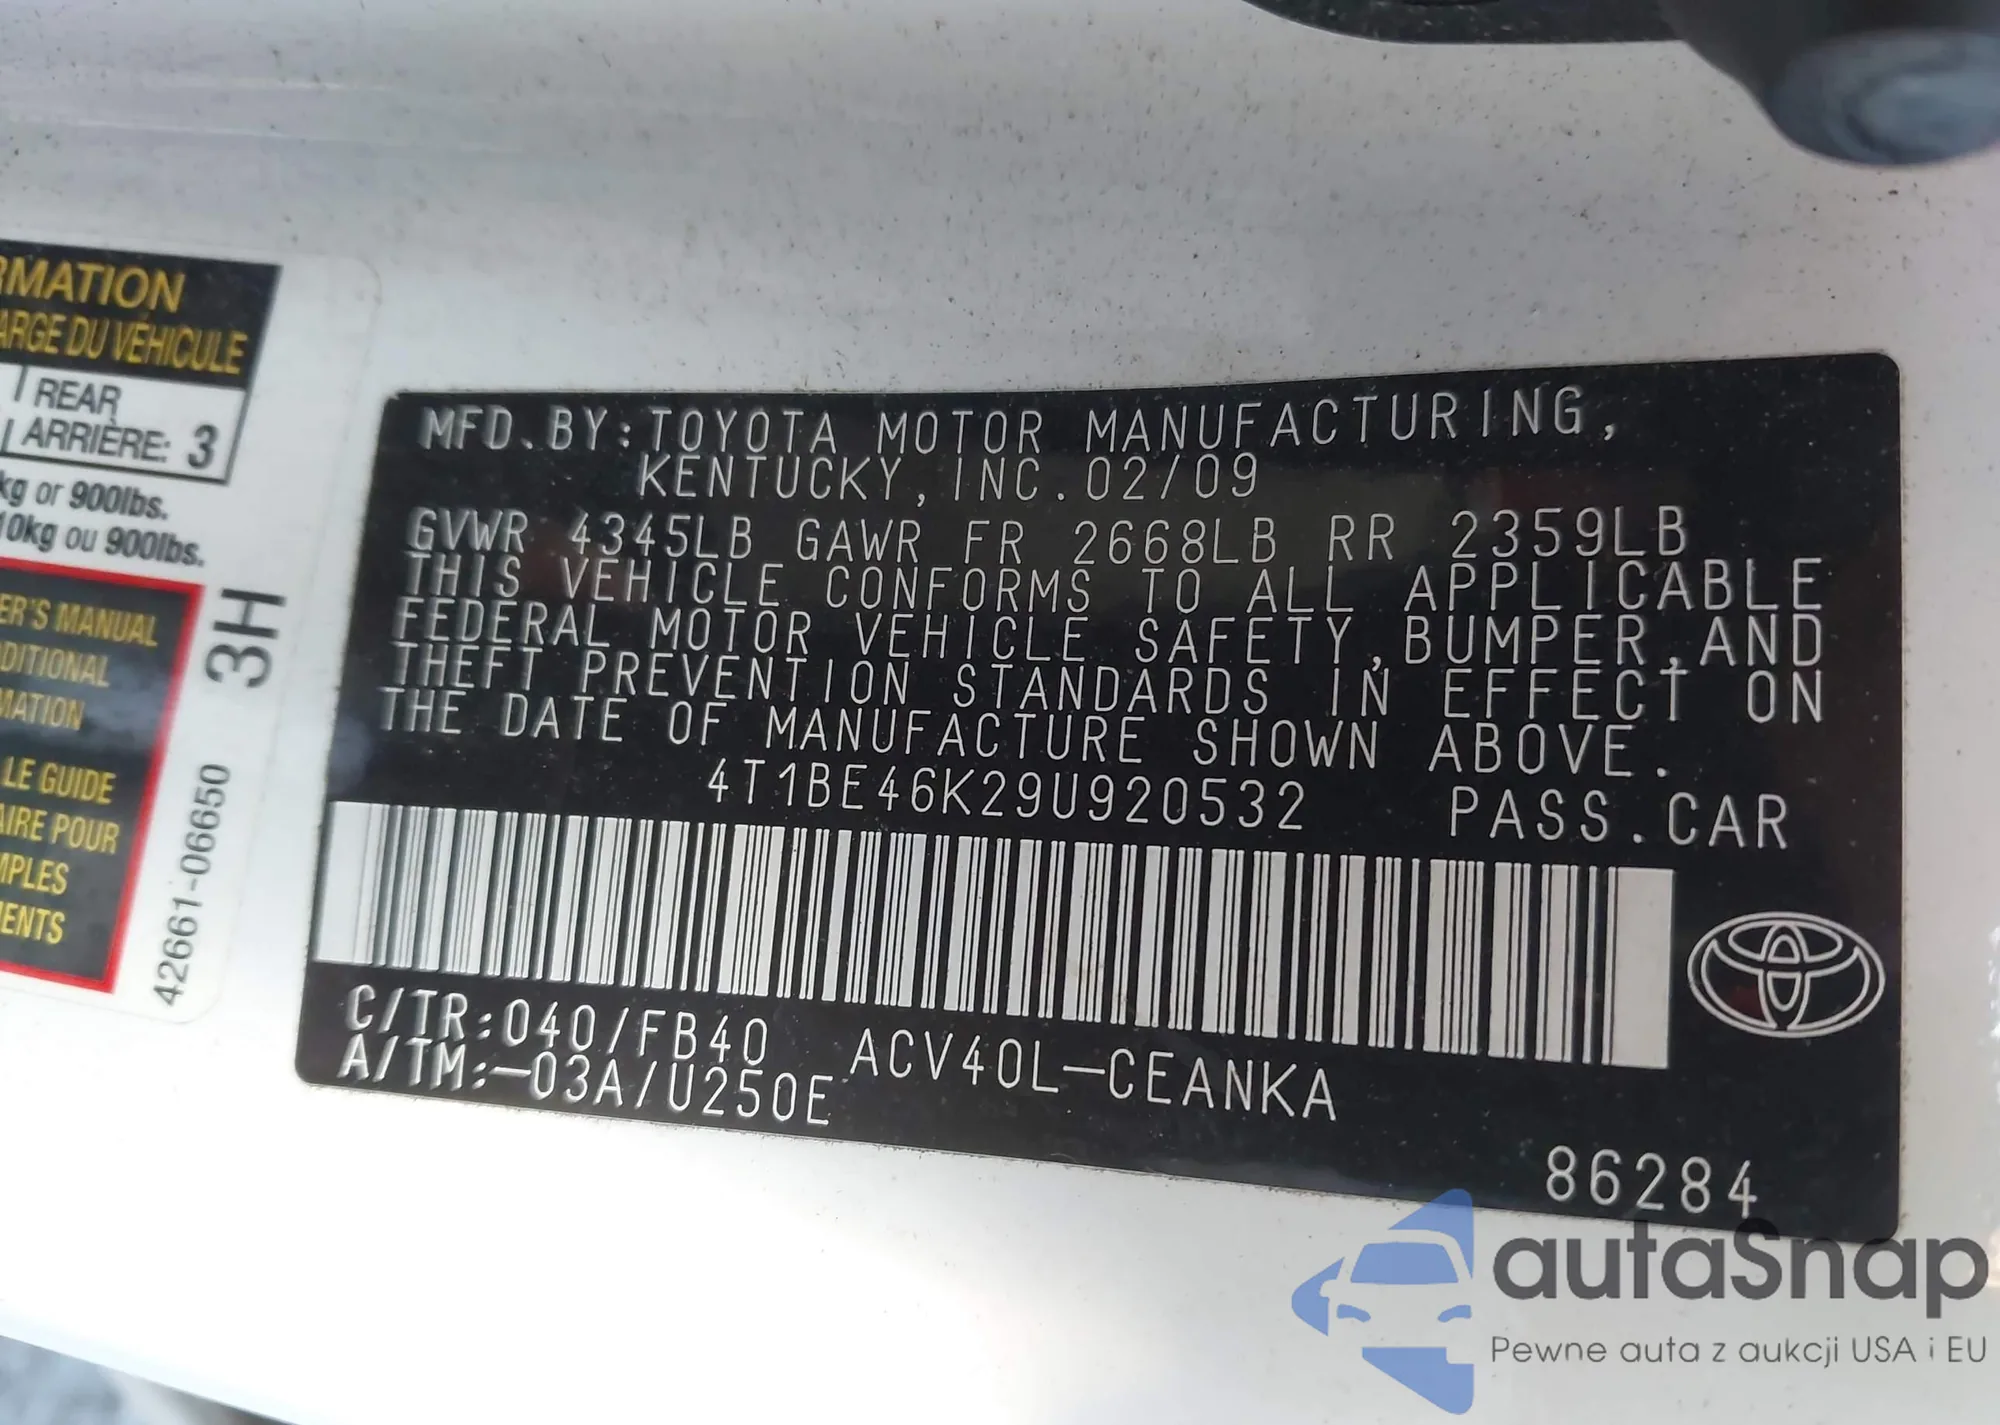 RMATION
ARGE DU VÉHICULE
REAR
ARRIÈRE: 3
kg or 900lbs.
10kg ou 900lbs.
ER'S MANUAL
DITIONAL
MATION
LE GUIDE
AIRE POUR
MPLES
ENTS
3H
42661-06650
MFD.BY:TOYOTA MOTOR MANUFACTURING,
KENTUCKY,INC.02/09
GVWR 4345LB GAWR FR 2668LB RR 2359LB
THIS VEHICLE CONFORMS TO ALL APPLICABLE
FEDERAL MOTOR VEHICLE SAFETY,BUMPER,AND
THEFT PREVENTION STANDARDS IN EFFECT ON
THE DATE OF MANUFACTURE SHOWN ABOVE.
4T1BE46K29U920532 PASS.CAR
C/TR:040/FB40 ACV40L-CEANKA
A/TM:-03A/U250E
86284
autaSnap
Pewne auta z aukcji USA i EU